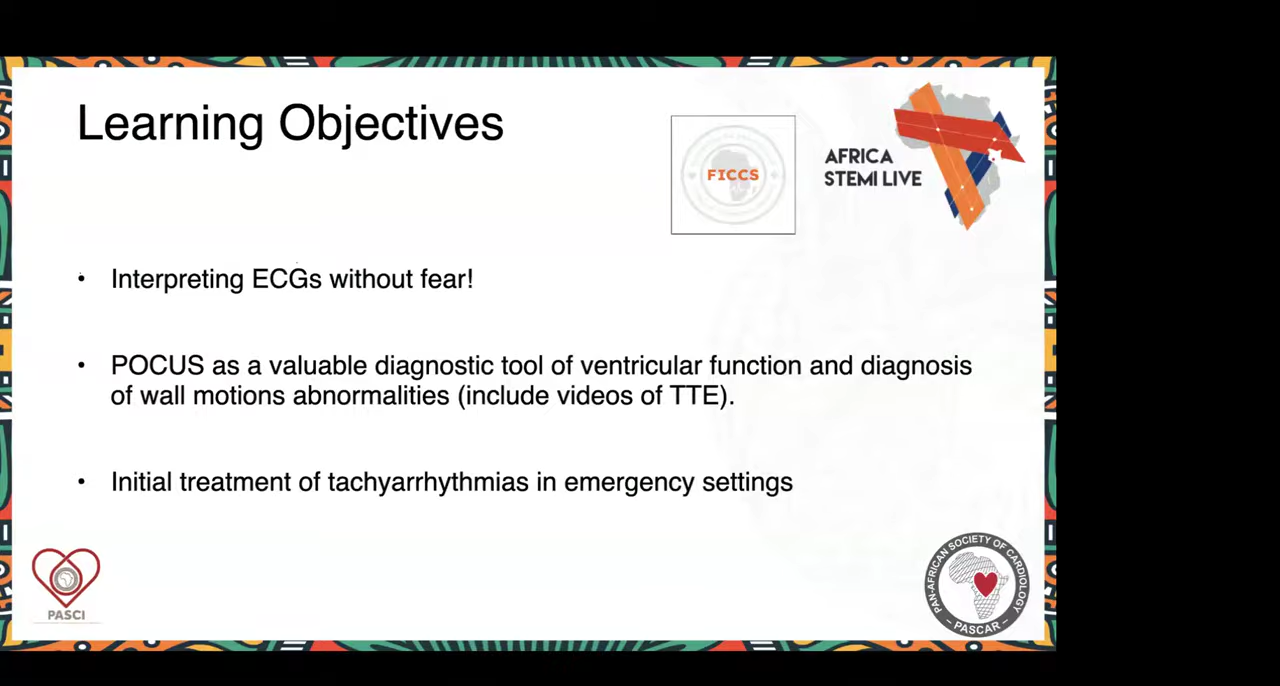 Learning Objectives
FICCS
AFRICA
STEMI LIVE
• Interpreting ECGs without fear!
• POCUS as a valuable diagnostic tool of ventricular function and diagnosis
of wall motions abnormalities (include videos of TTE).
• Initial treatment of tachyarrhythmias in emergency settings
PASCI
PAN-AFRICAN SOCIETY OF CARDIOLOGY
– PASCAR –